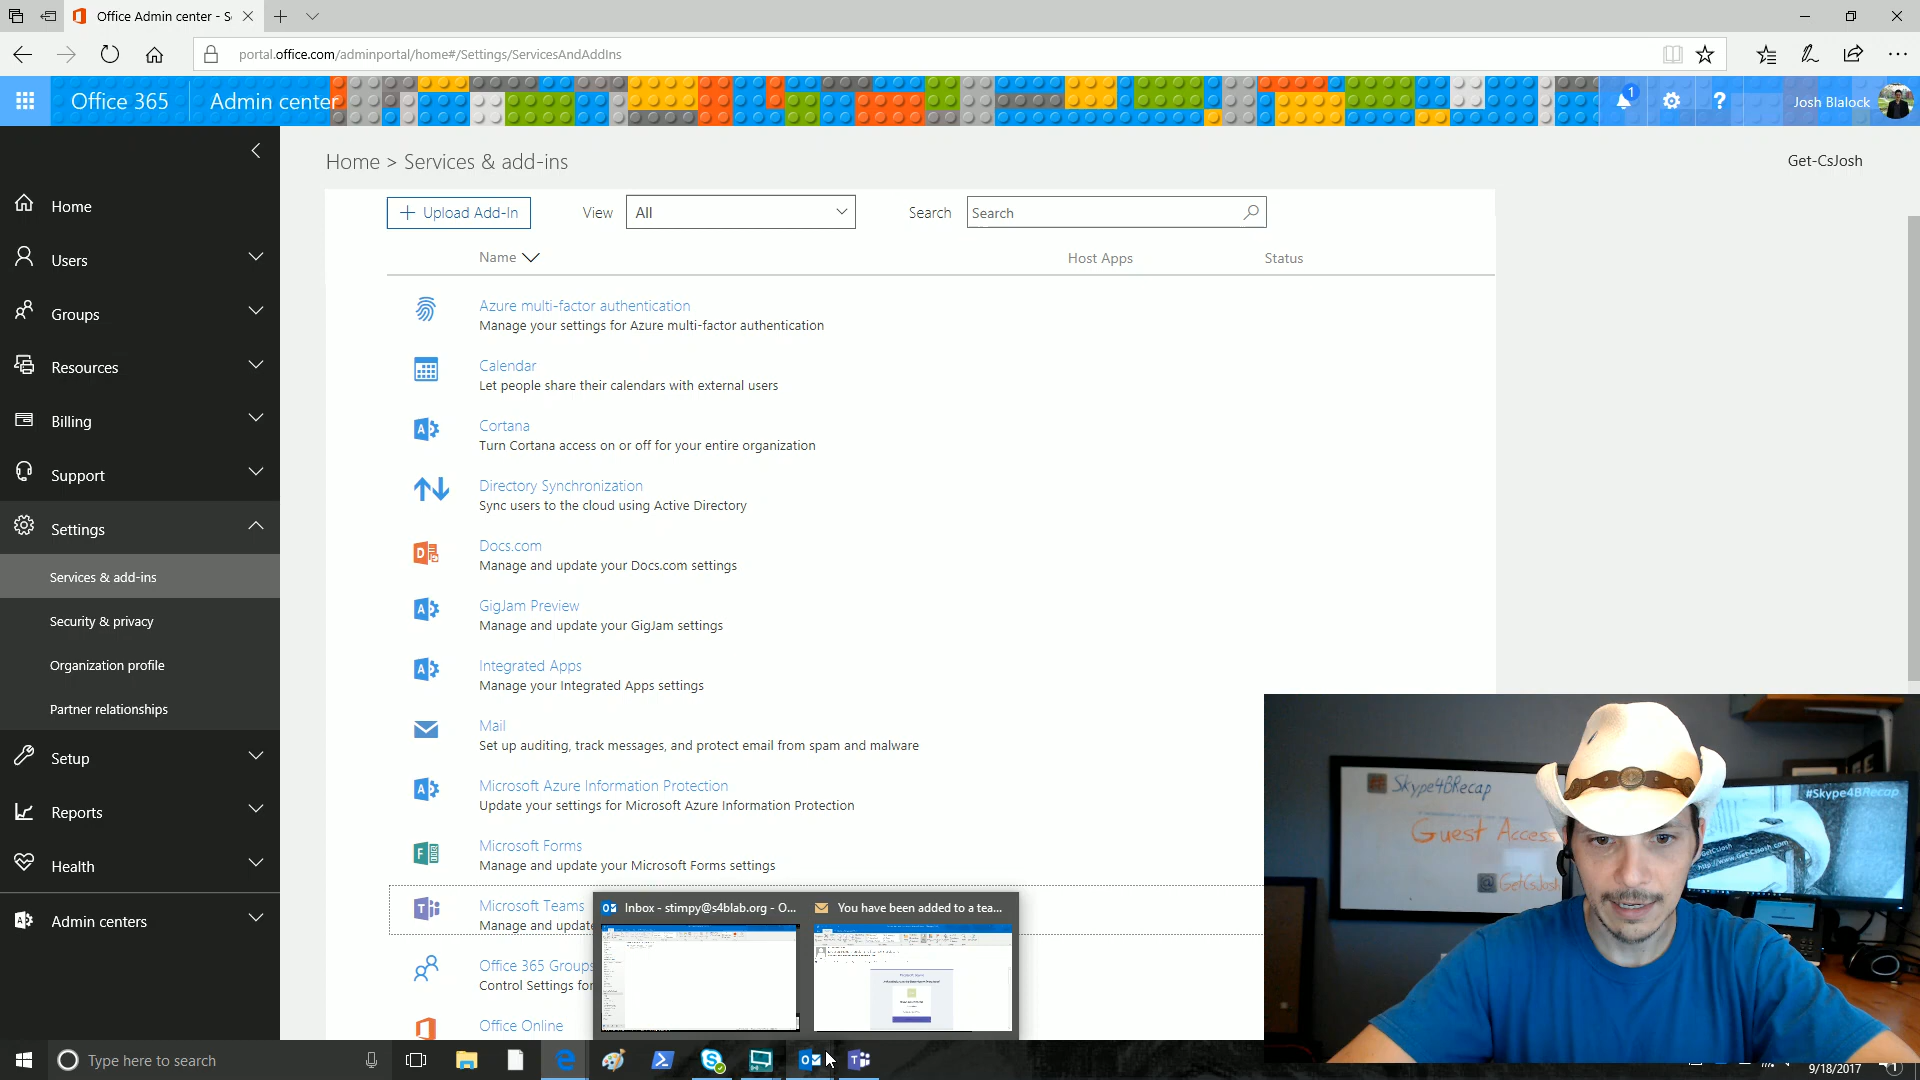 Office Admin center - S
portal.office.com/adminportal/home#/Settings/ServicesAndAddIns
Office 365
Admin center
1
?
Josh Blalock
Home > Services & add-ins
Get-CsJosh
Home
Users
Groups
Resources
Billing
Support
Settings
Services & add-ins
Security & privacy
Organization profile
Partner relationships
Setup
Reports
Health
Admin centers
+ Upload Add-In
View
All
Search
Search
Name
Host Apps
Status
Azure multi-factor authentication
Manage your settings for Azure multi-factor authentication
Calendar
Let people share their calendars with external users
Cortana
Turn Cortana access on or off for your entire organization
Directory Synchronization
Sync users to the cloud using Active Directory
Docs.com
Manage and update your Docs.com settings
GigJam Preview
Manage and update your GigJam settings
Integrated Apps
Manage your Integrated Apps settings
Mail
Set up auditing, track messages, and protect email from spam and malware
Microsoft Azure Information Protection
Update your settings for Microsoft Azure Information Protection
Microsoft Forms
Manage and update your Microsoft Forms settings
Microsoft Teams
Manage and update
Office 365 Groups
Control Settings for
Office Online
Inbox - stimpy@s4blab.org - O...
You have been added to a tea...
Skype4BRecap
Guest Access
@GetCsJosh
#Skype4BRecap
GetCsJosh
http://www.GetCsJosh.com
Type here to search
9/18/2017
1